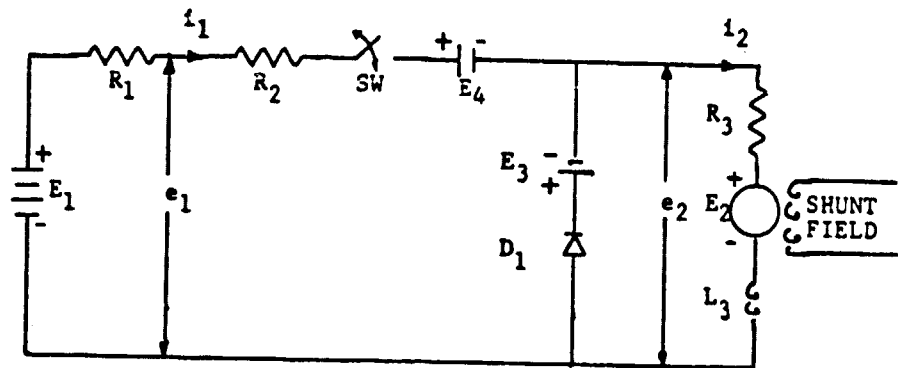 i₁
i₂
+ -
R₁
R₂
SW
E₄
R₃
+
E₁
-
e₁
-
E₃
+
e₂
+
E₂
-
SHUNT
FIELD
D₁
L₃